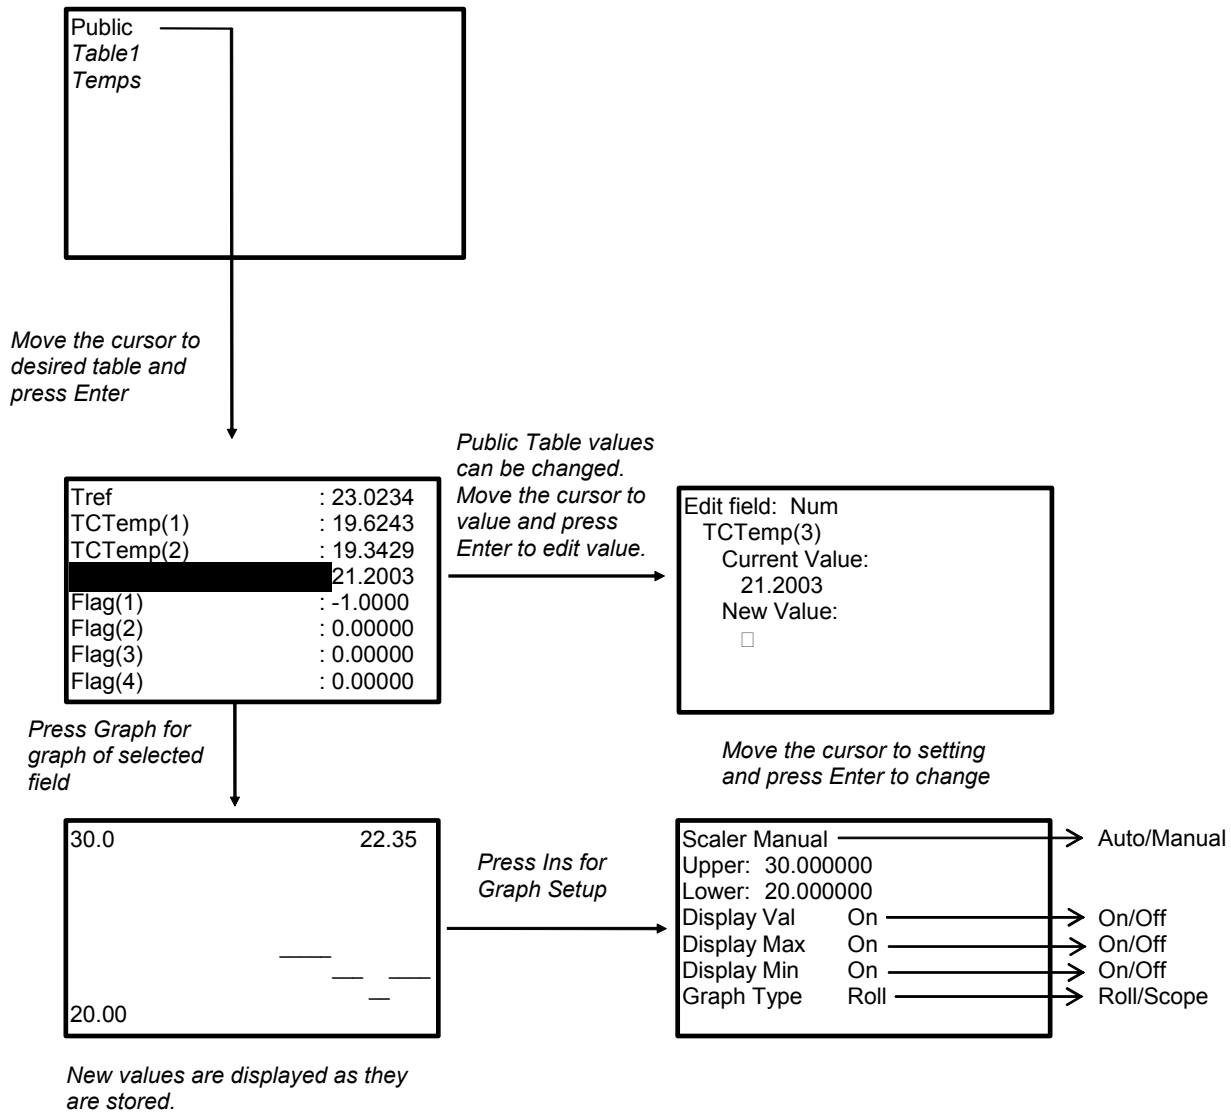 Public
Table1
Temps
Move the cursor to
desired table and
press Enter
Tref : 23.0234
TCTemp(1) : 19.6243
TCTemp(2) : 19.3429
21.2003
Flag(1) : -1.0000
Flag(2) : 0.00000
Flag(3) : 0.00000
Flag(4) : 0.00000
Public Table values
can be changed.
Move the cursor to
value and press
Enter to edit value.
Edit field: Num
TCTemp(3)
Current Value:
21.2003
New Value:
Move the cursor to setting
and press Enter to change
Press Graph for
graph of selected
field
30.0 22.35
20.00
New values are displayed as they
are stored.
Press Ins for
Graph Setup
Scaler Manual Auto/Manual
Upper: 30.000000
Lower: 20.000000
Display Val On On/Off
Display Max On On/Off
Display Min On On/Off
Graph Type Roll Roll/Scope